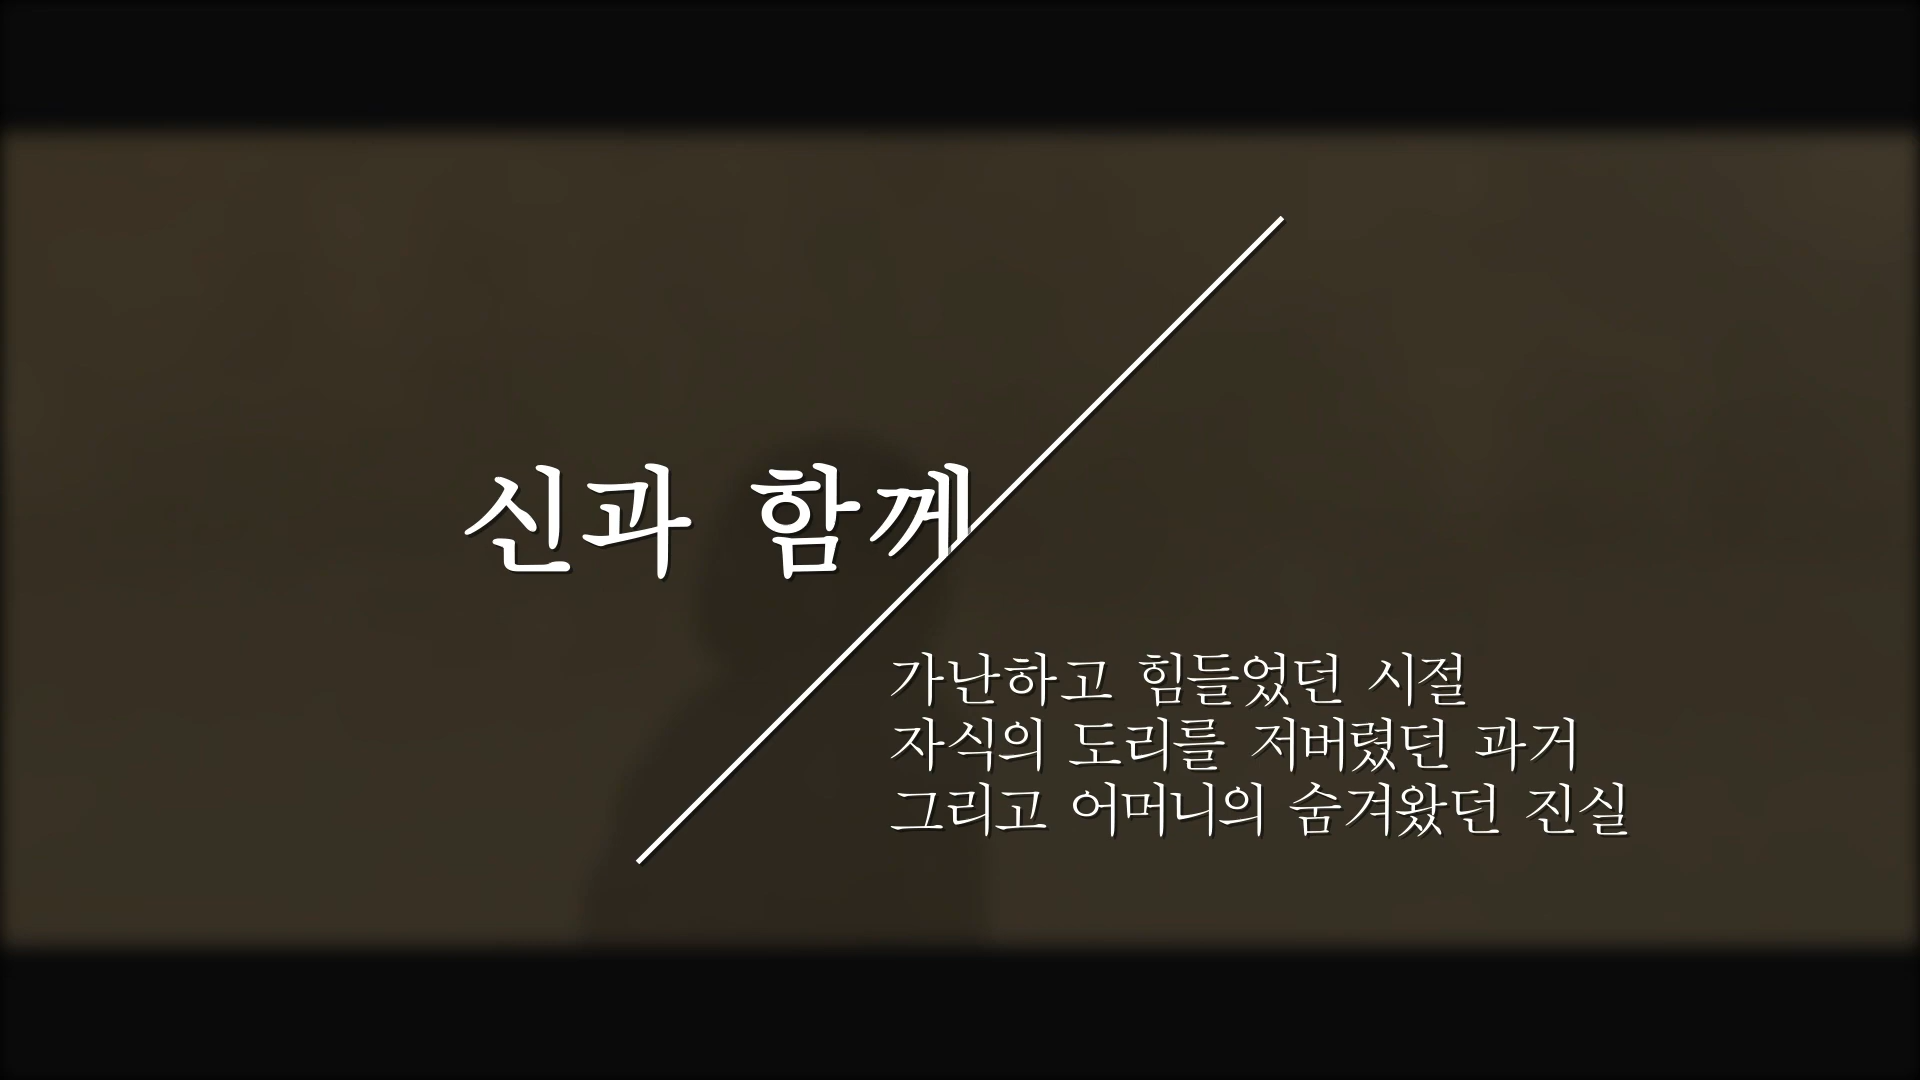 신과 함께
가난하고 힘들었던 시절
자식의 도리를 저버렸던 과거
그리고 어머니의 숨겨왔던 진실